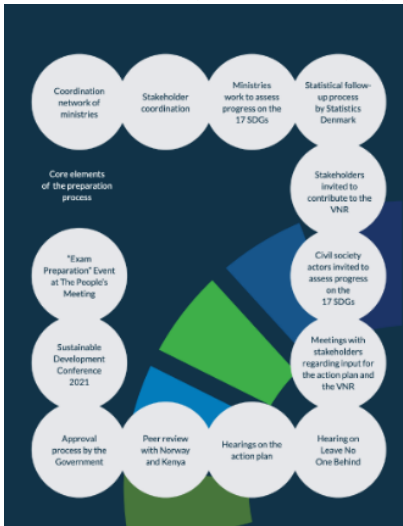 Coordination
network of
ministries
Stakeholder
coordination
Ministries
work to assess
progress on the
17 SDGs
Statistical follow-
up process
by Statistics
Denmark
Core elements
of the preparation
process
Stakeholders
invited to
contribute to the
VNR
"Exam
Preparation" Event
at The People's
Meeting
Civil society
actors invited to
assess progress
on the
17 SDGs
Sustainable
Development
Conference
2021
Meetings with
stakeholders
regarding input for
the action plan and
the VNR
Approval
process by the
Government
Peer review
with Norway
and Kenya
Hearings on the
action plan
Hearing on
Leave No
One Behind